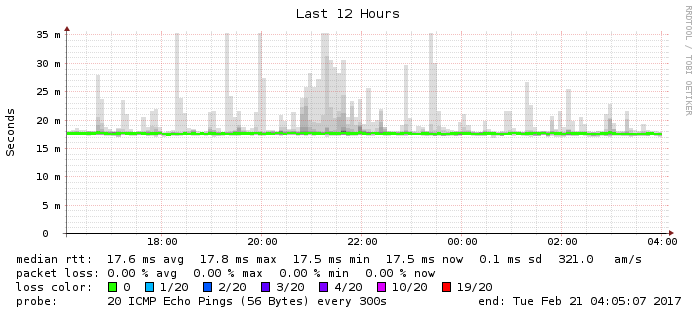 Last 12 Hours
RRDTOOL / TOBI OETIKER
Seconds
35 m
30 m
25 m
20 m
15 m
10 m
5 m
0
18:00 20:00 22:00 00:00 02:00 04:00
median rtt: 17.6 ms avg 17.8 ms max 17.5 ms min 17.5 ms now 0.1 ms sd 321.0 am/s
packet loss: 0.00 % avg 0.00 % max 0.00 % min 0.00 % now
loss color: 0 1/20 2/20 3/20 4/20 10/20 19/20
probe: 20 ICMP Echo Pings (56 Bytes) every 300s end: Tue Feb 21 04:05:07 2017